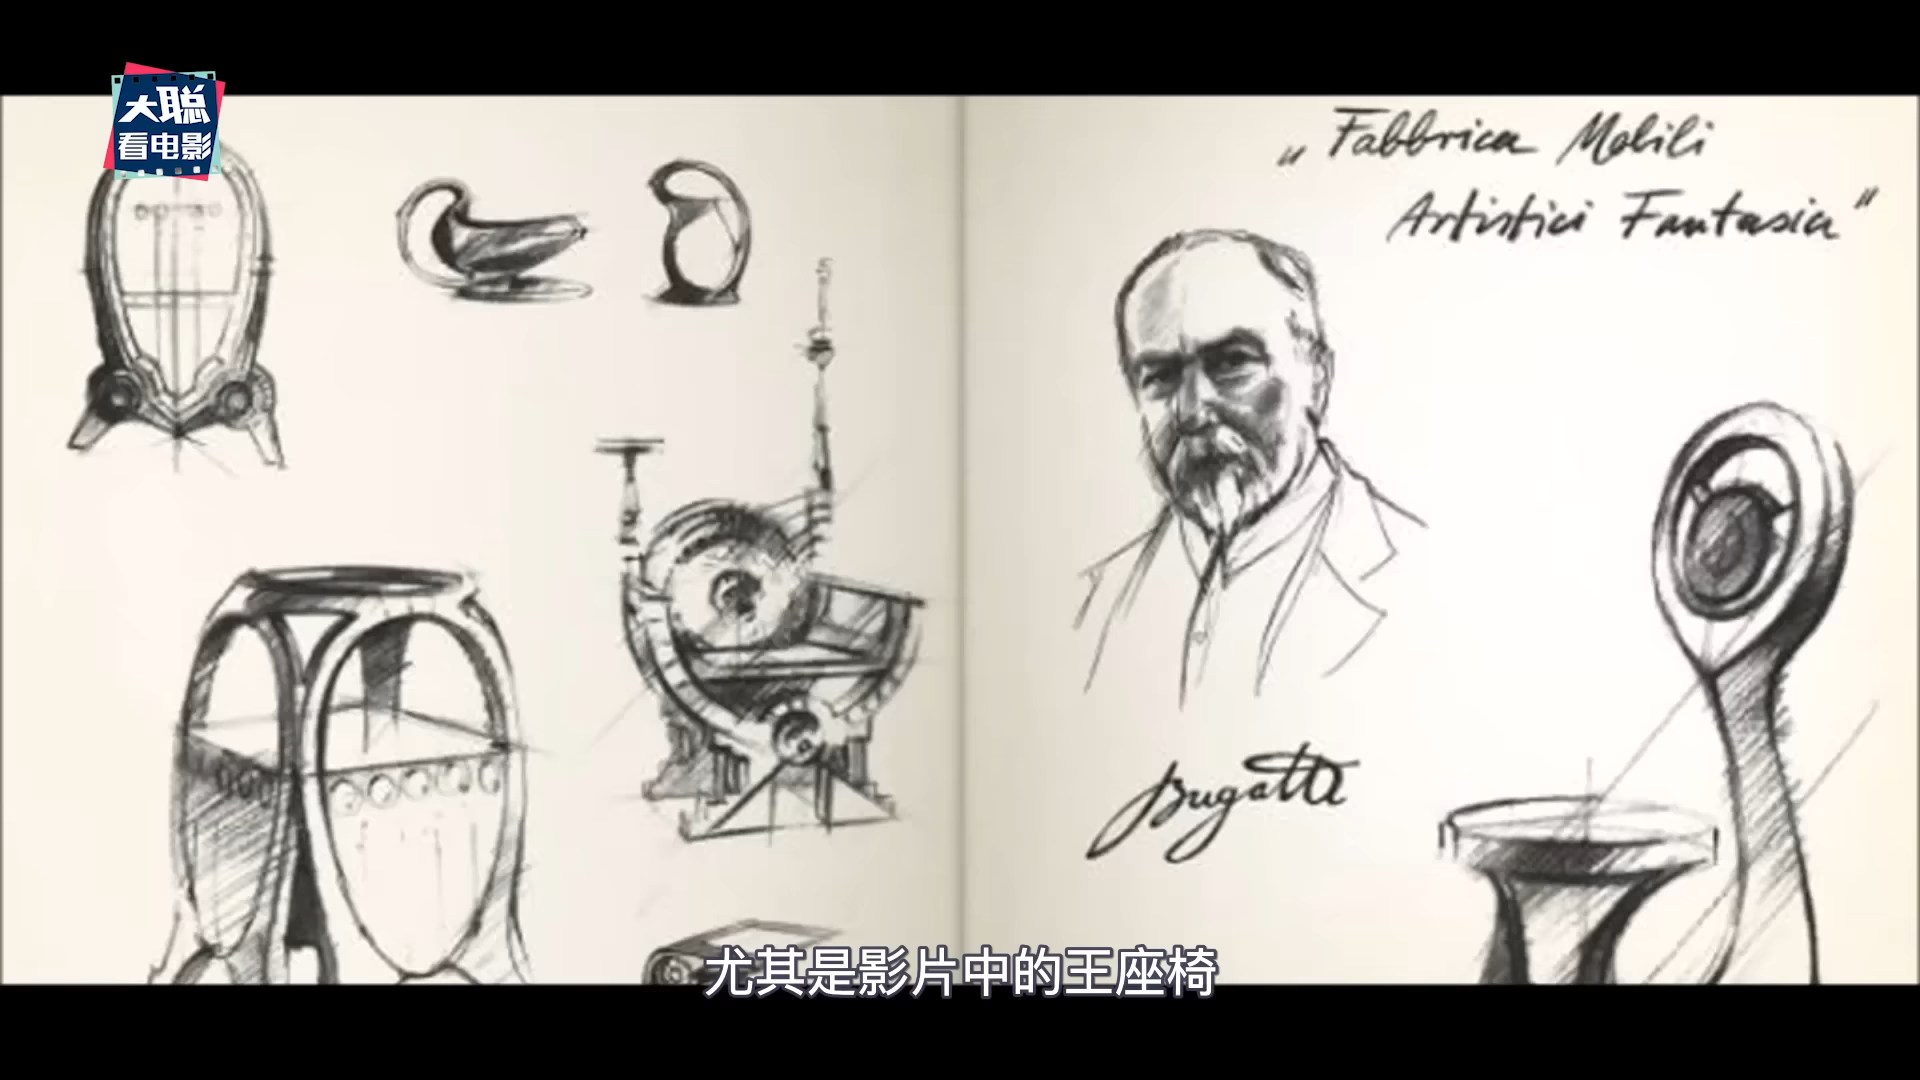 大聪
看电影
„Fabbrica Mobili
Artistici Fantasia"
Bugatti
尤其是影片中的王座椅